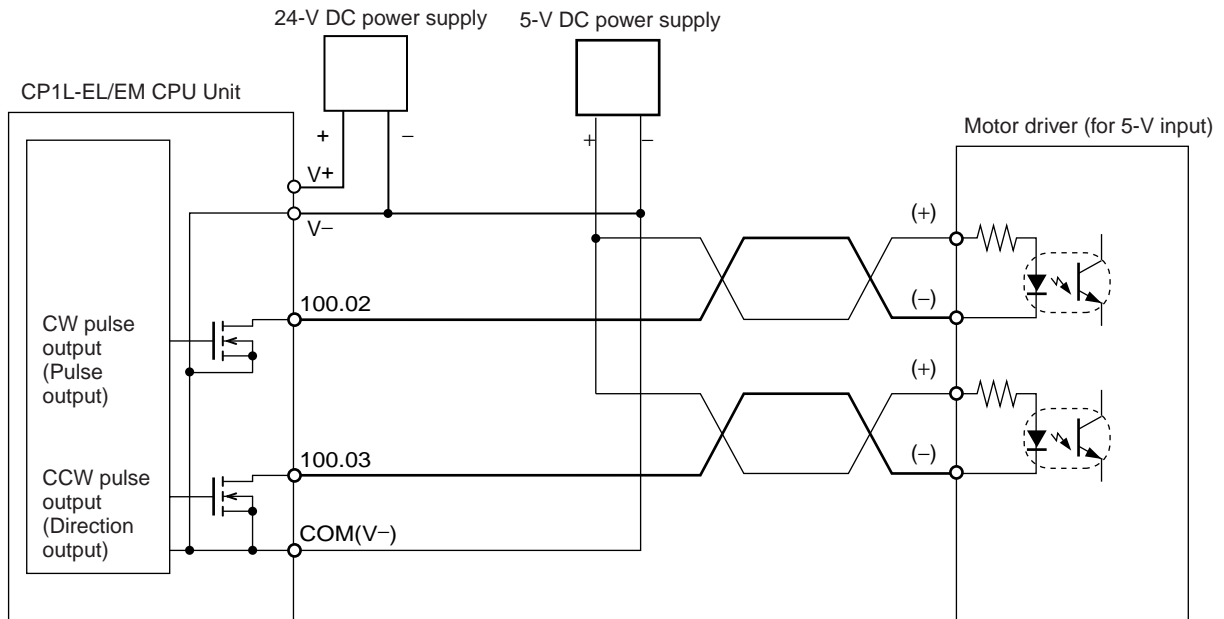 24-V DC power supply
5-V DC power supply
CP1L-EL/EM CPU Unit
Motor driver (for 5-V input)
+
−
+
−
V+
V−
(+)
(−)
100.02
CW pulse
output
(Pulse
output)
(+)
(−)
100.03
CCW pulse
output
(Direction
output)
COM(V−)